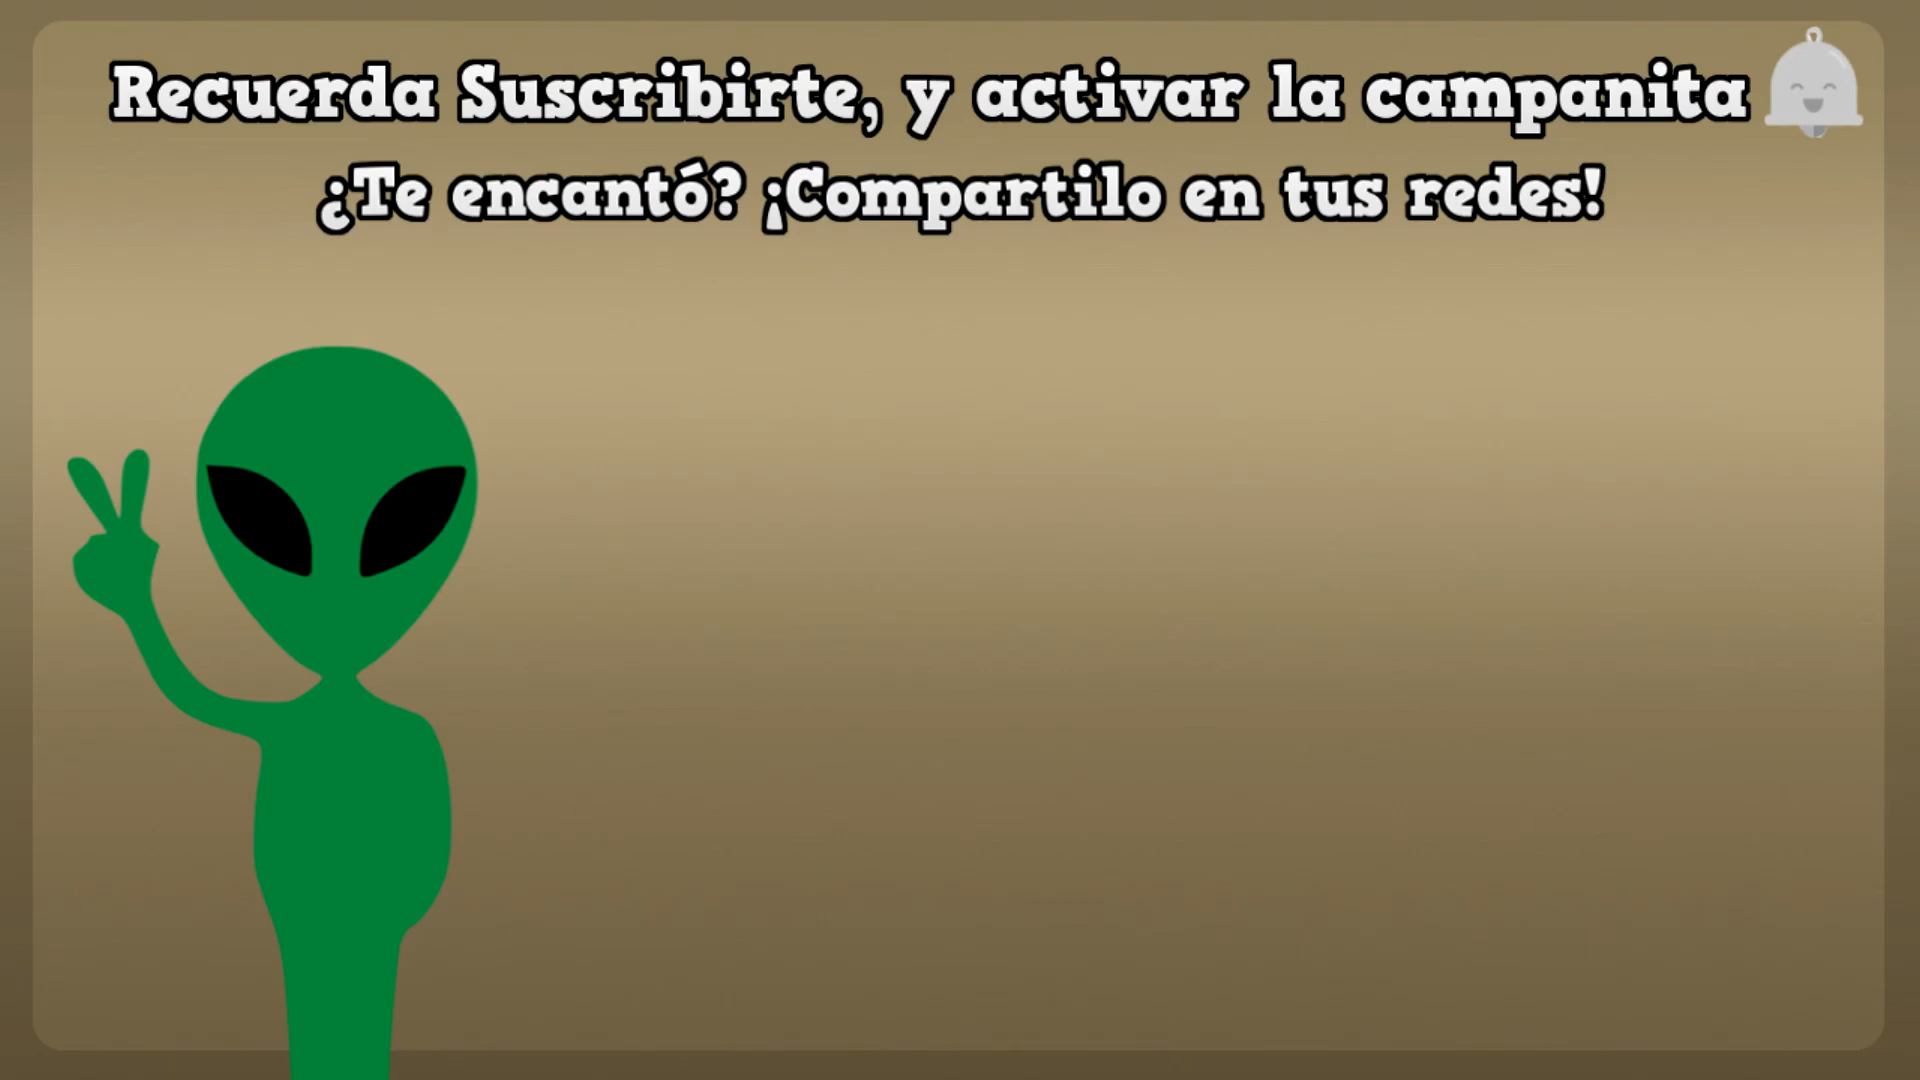 Recuerda Suscribirte, y activar la campanita
¿Te encantó? ¡Compartilo en tus redes!